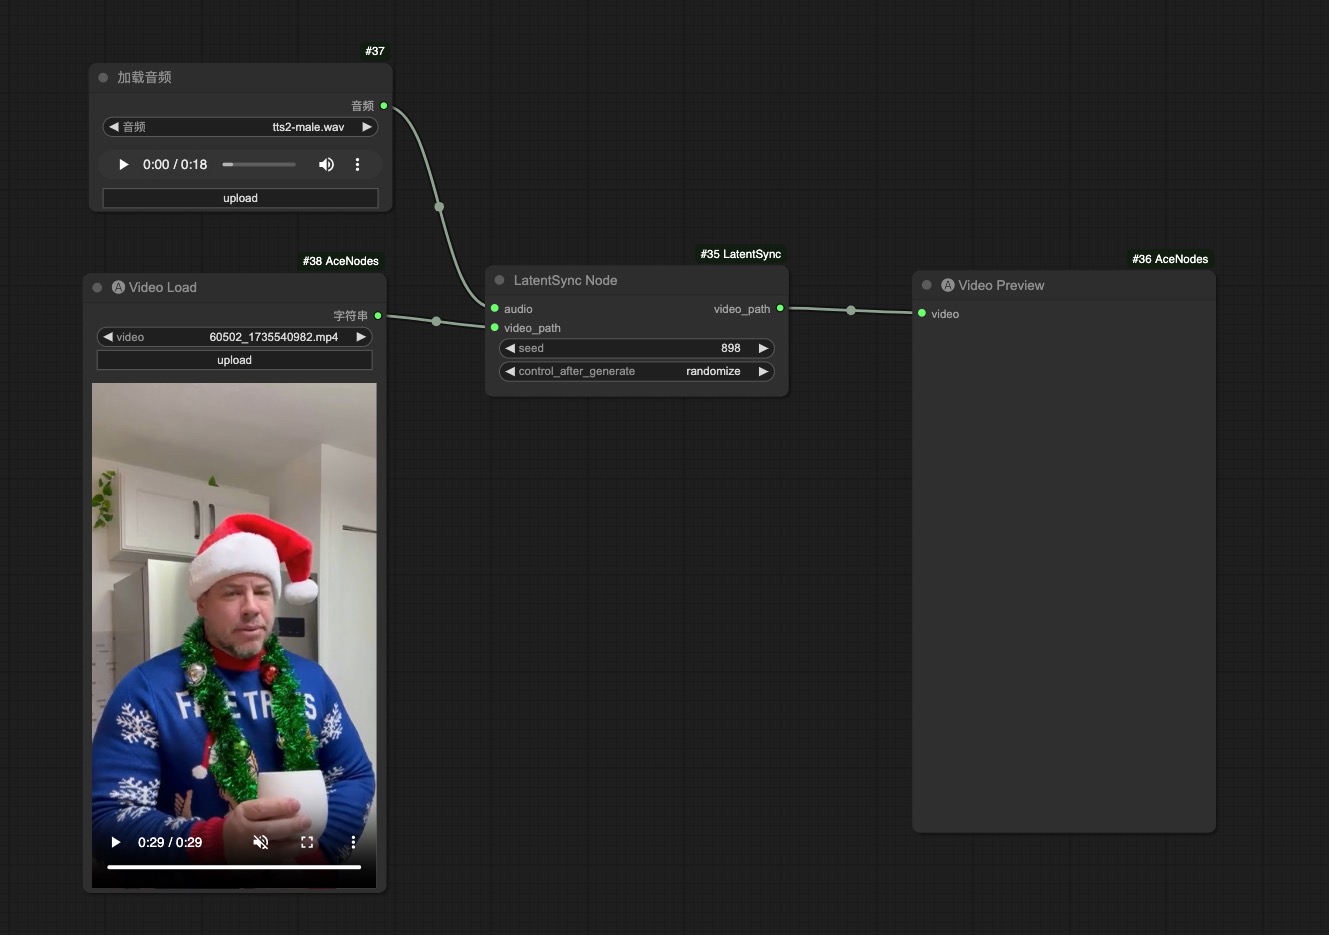 #37
加载音频
音频
音频 tts2-male.wav
0:00 / 0:18
upload
#38 AceNodes
A Video Load
字符串
video 60502_1735540982.mp4
upload
0:29 / 0:29
#35 LatentSync
LatentSync Node
audio video_path
video_path
seed 898
control_after_generate randomize
#36 AceNodes
A Video Preview
video